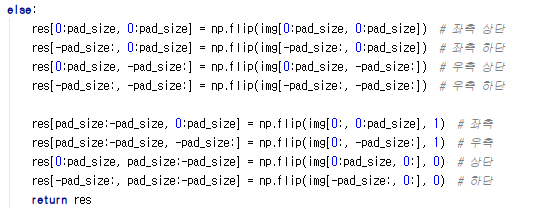 else:
res[0:pad_size, 0:pad_size] = np.flip(img[0:pad_size, 0:pad_size]) # 좌측 상단
res[-pad_size:, 0:pad_size] = np.flip(img[-pad_size:, 0:pad_size]) # 좌측 하단
res[0:pad_size, -pad_size:] = np.flip(img[0:pad_size, -pad_size:]) # 우측 상단
res[-pad_size:, -pad_size:] = np.flip(img[-pad_size:, -pad_size:]) # 우측 하단
res[pad_size:-pad_size, 0:pad_size] = np.flip(img[0:, 0:pad_size], 1) # 좌측
res[pad_size:-pad_size, -pad_size:] = np.flip(img[0:, -pad_size:], 1) # 우측
res[0:pad_size, pad_size:-pad_size] = np.flip(img[0:pad_size, 0:], 0) # 상단
res[-pad_size:, pad_size:-pad_size] = np.flip(img[-pad_size:, 0:], 0) # 하단
return res